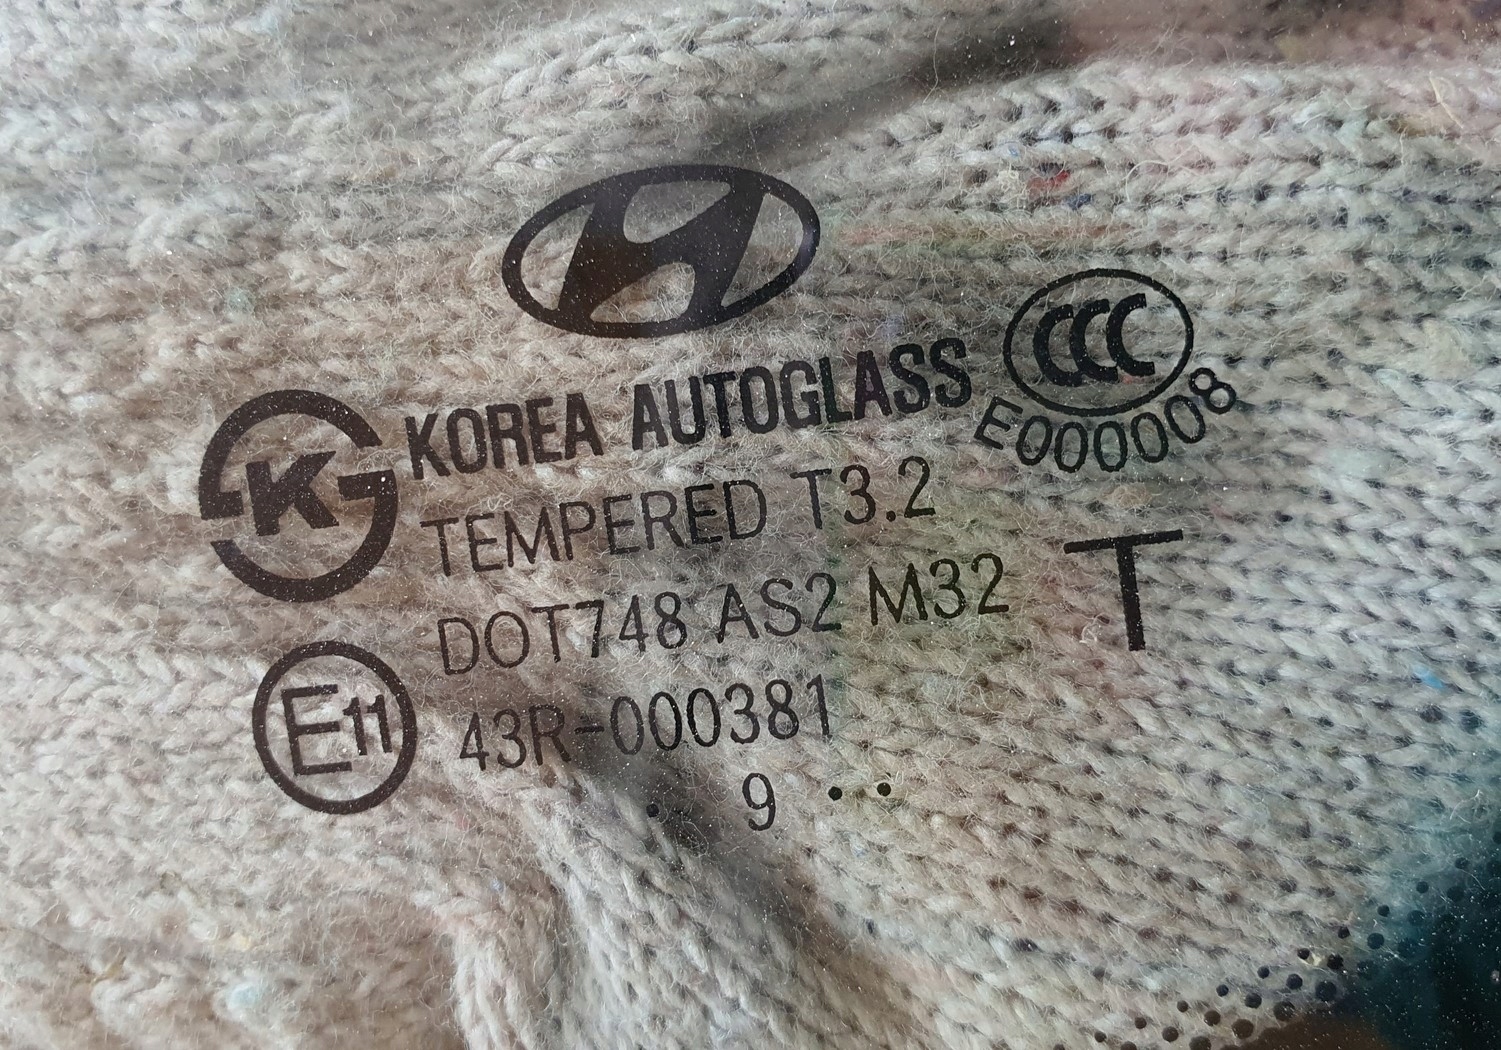 CCC
E000008
K
KOREA AUTOGLASS
TEMPERED T3.2
DOT748 AS2 M32
T
E11
43R-000381
. 9 ..